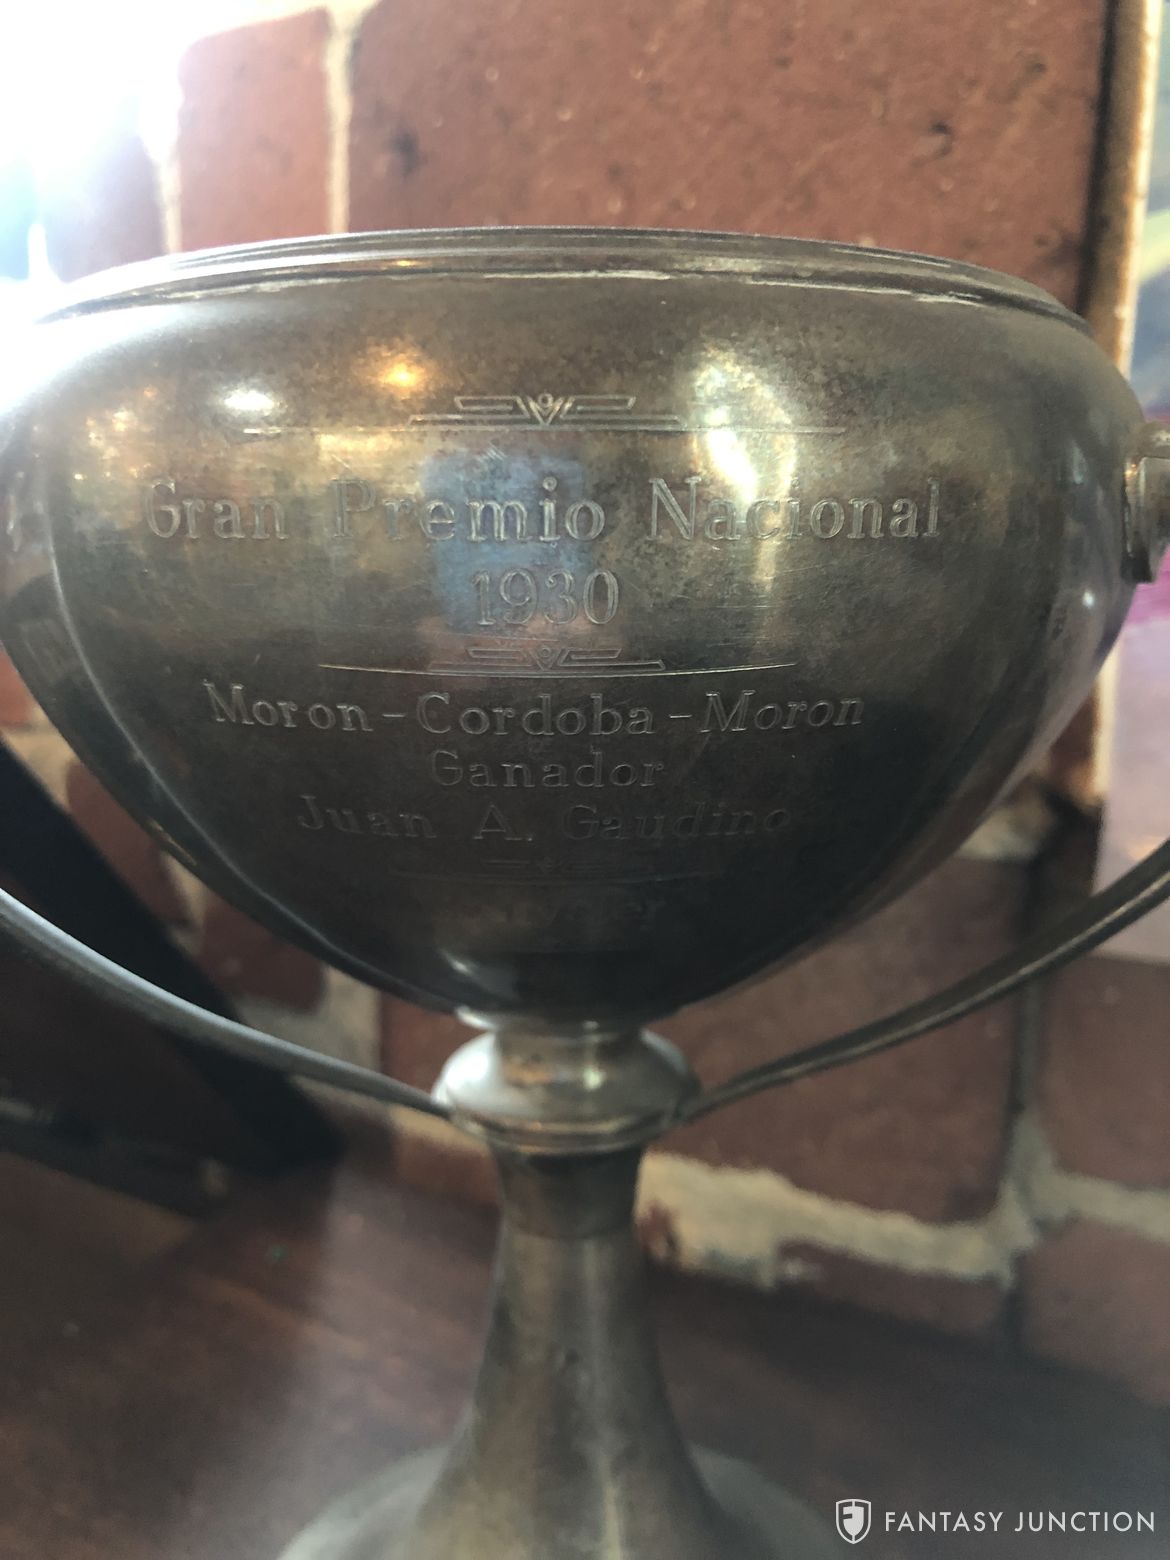 Gran Premio Nacional
1930
Moron-Cordoba-Moron
Ganador
Juan A. Gaudino
FANTASY JUNCTION